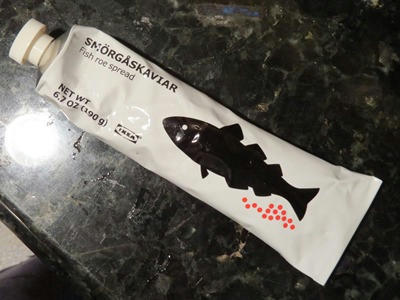 SMÖRGÅSKAVIAR
Fish roe spread
NET WT
6.7 OZ (190 g)
IKEA